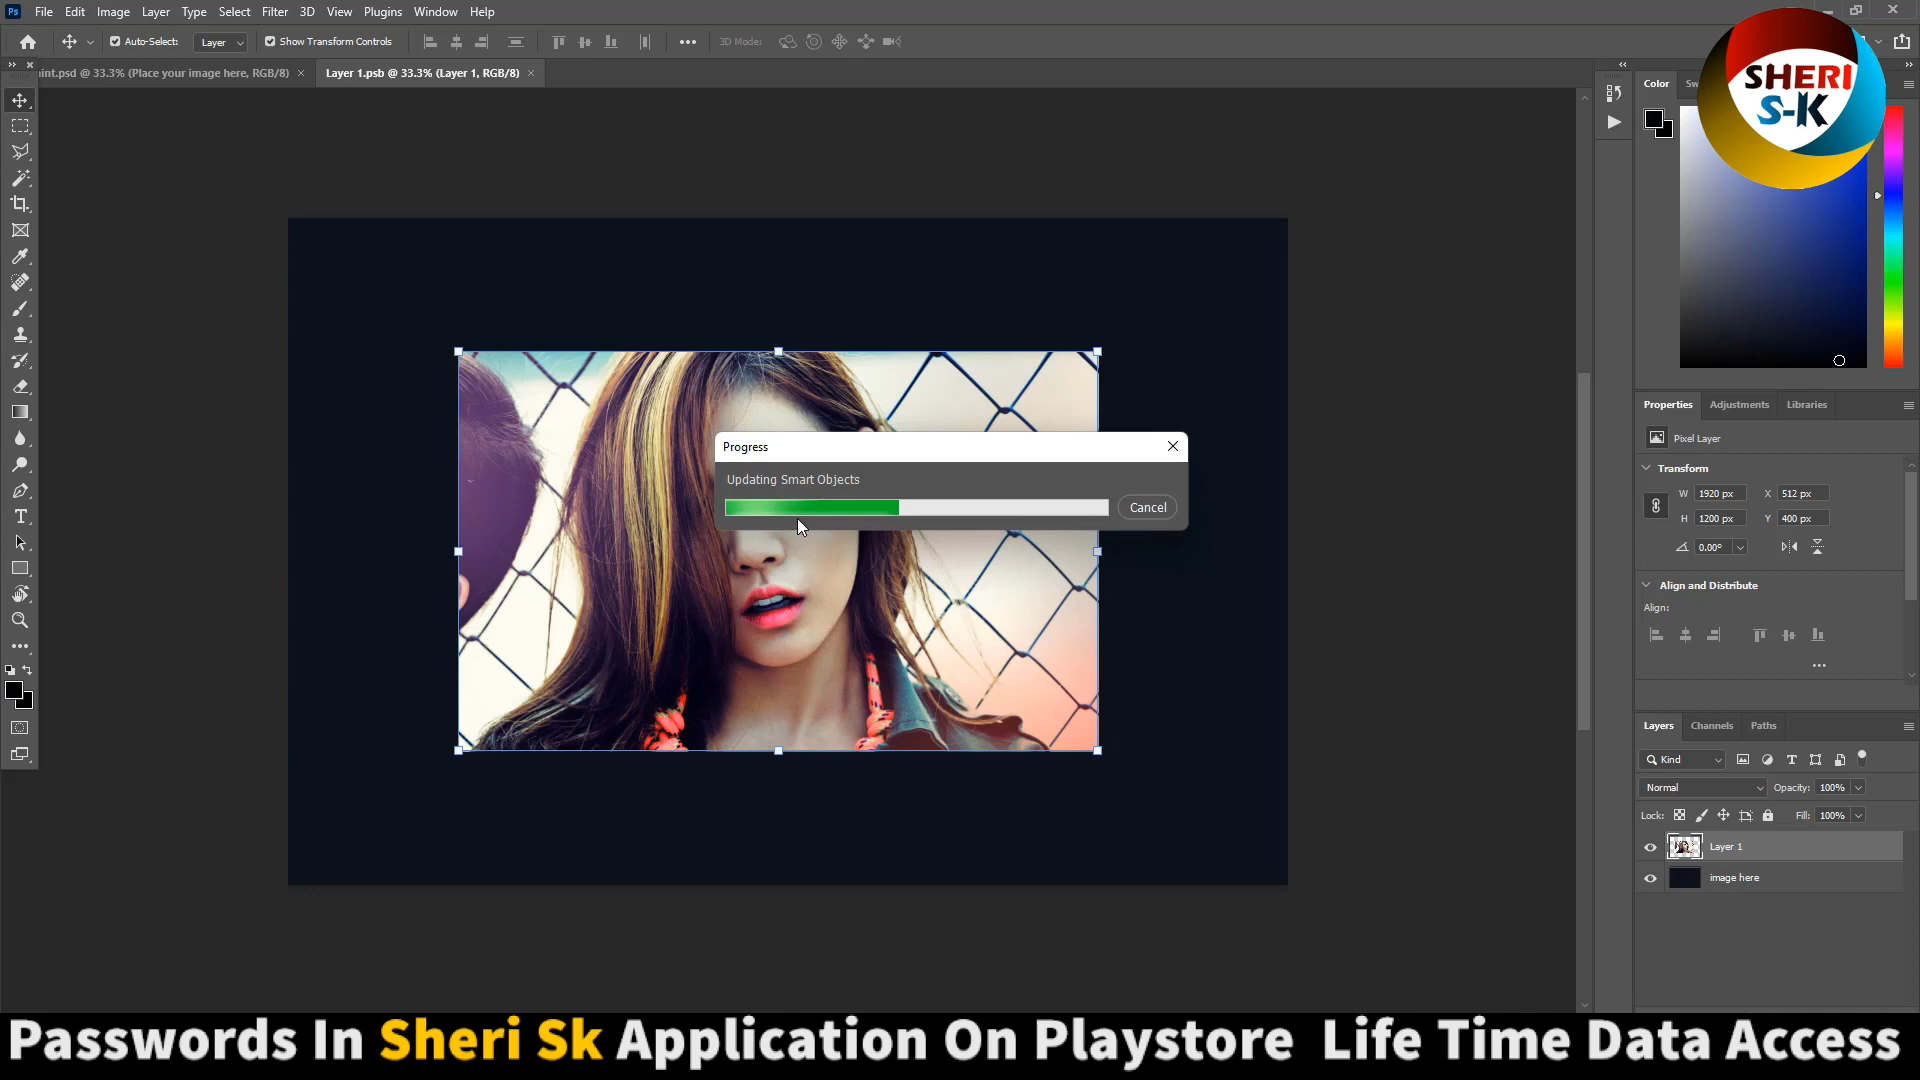 Ps File Edit Image Layer Type Select Filter 3D View Plugins Window Help
Auto-Select: Layer Show Transform Controls 3D Mode:
int.psd @ 33.3% (Place your image here, RGB/8) × Layer 1.psb @ 33.3% (Layer 1, RGB/8) ×
SHERI
S-K
Color Sw
Progress
Updating Smart Objects
Cancel
Properties Adjustments Libraries
Pixel Layer
Transform
W 1920 px X 512 px
H 1200 px Y 400 px
0.00°
Align and Distribute
Align:
Layers Channels Paths
Kind
Normal Opacity: 100%
Lock: Fill: 100%
Layer 1
image here
Passwords In Sheri Sk Application On Playstore Life Time Data Access